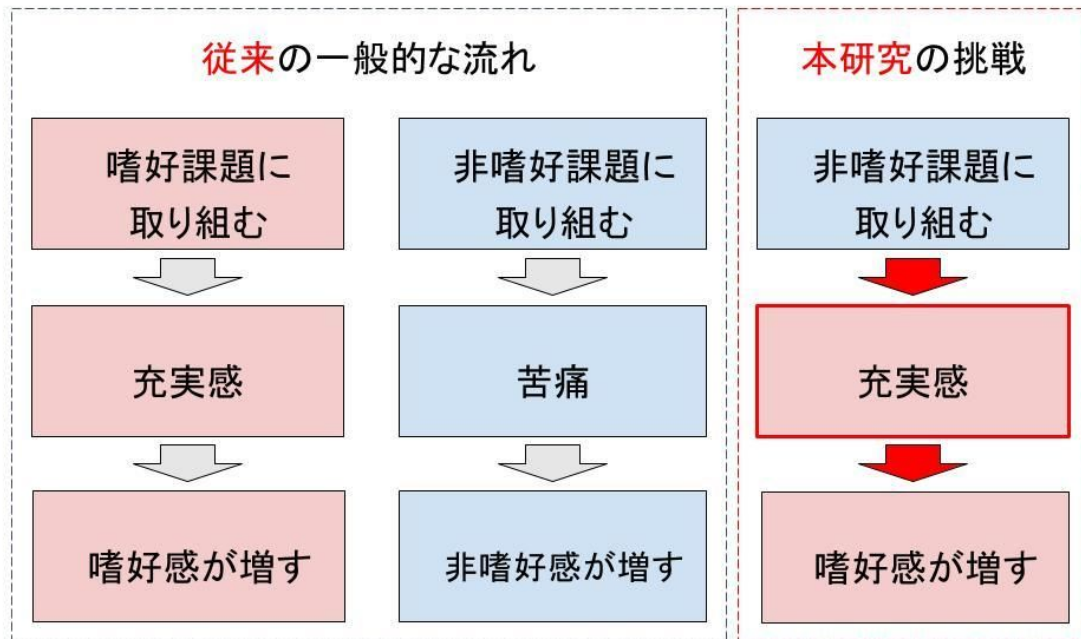 従来の一般的な流れ
嗜好課題に
取り組む
充実感
嗜好感が増す
非嗜好課題に
取り組む
苦痛
非嗜好感が増す
本研究の挑戦
非嗜好課題に
取り組む
充実感
嗜好感が増す